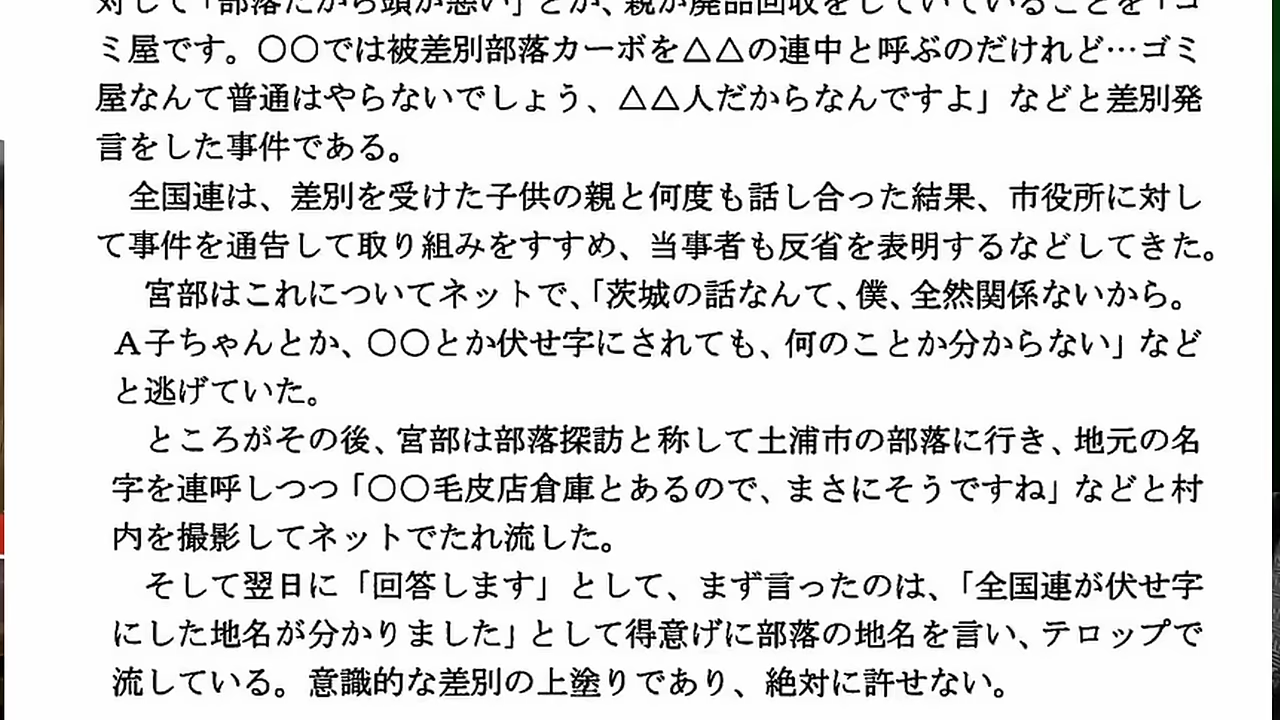 対して「部落だから頭が悪い」とか、親が廃品回収をしていていることを「ゴ
ミ屋です。〇〇では被差別部落カーボを△△の連中と呼ぶのだけれど…ゴミ
屋なんて普通はやらないでしょう、△△人だからなんですよ」などと差別発
言をした事件である。
全国連は、差別を受けた子供の親と何度も話し合った結果、市役所に対し
て事件を通告して取り組みをすすめ、当事者も反省を表明するなどしてきた。
宮部はこれについてネットで、「茨城の話なんて、僕、全然関係ないから。
A子ちゃんとか、〇〇とか伏せ字にされても、何のことか分からない」など
と逃げていた。
ところがその後、宮部は部落探訪と称して土浦市の部落に行き、地元の名
字を連呼しつつ「〇〇毛皮店倉庫とあるので、まさにそうですね」などと村
内を撮影してネットでたれ流した。
そして翌日に「回答します」として、まず言ったのは、「全国連が伏せ字
にした地名が分かりました」として得意げに部落の地名を言い、テロップで
流している。意識的な差別の上塗りであり、絶対に許せない。